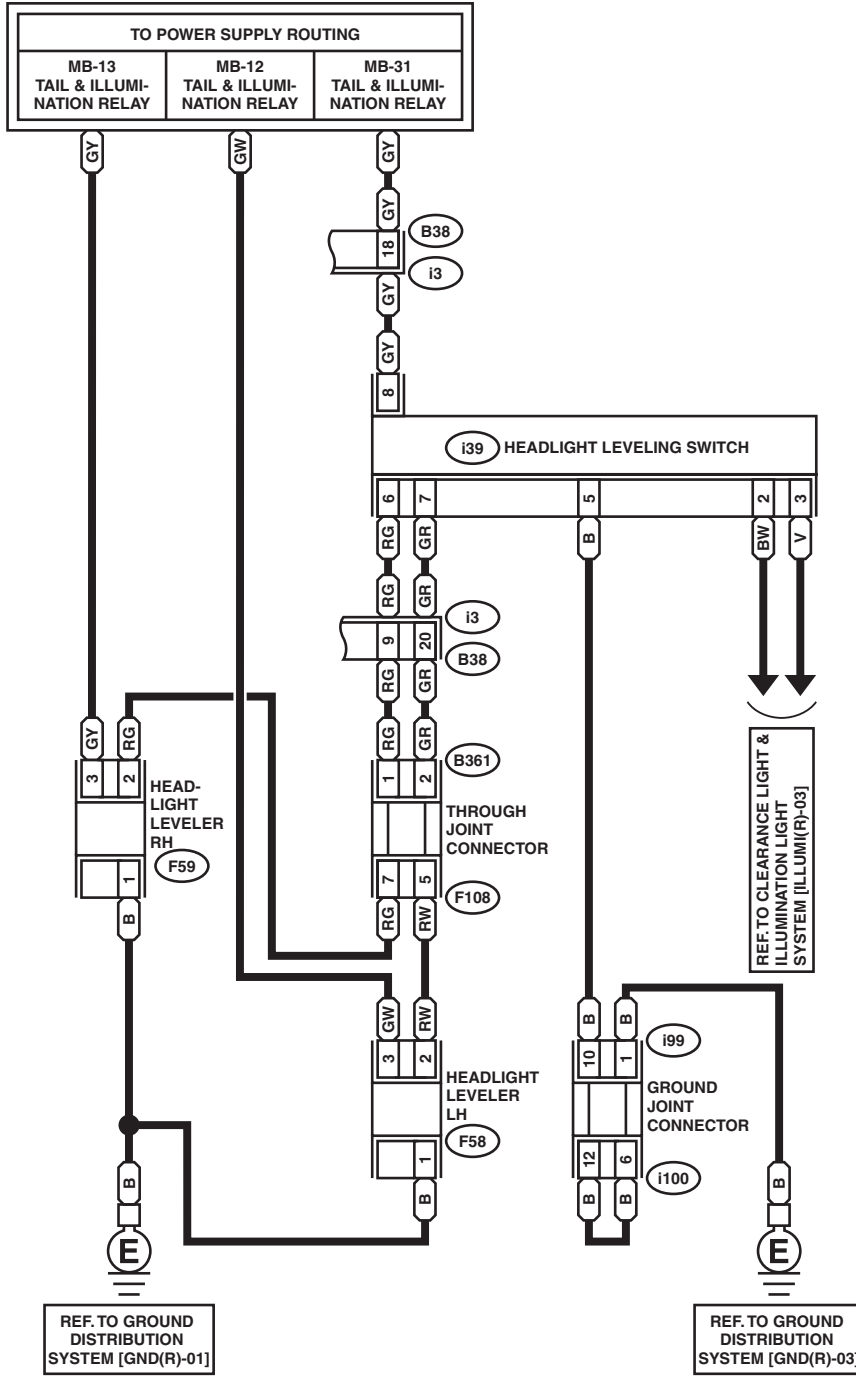 TO POWER SUPPLY ROUTING
MB-13
TAIL & ILLUMI-
NATION RELAY
MB-12
TAIL & ILLUMI-
NATION RELAY
MB-31
TAIL & ILLUMI-
NATION RELAY
GY
GW
GY
GY
18
B38
i3
GY
GY
8
i39 HEADLIGHT LEVELING SWITCH
6
7
5
2
3
RG
GR
B
BW
V
RG
GR
9
20
i3
B38
RG
GR
GY
RG
RG
GR
3
2
1
2
B361
HEAD-
LIGHT
LEVELER
RH
F59
1
B
THROUGH
JOINT
CONNECTOR
7
5
F108
RG
RW
REF. TO CLEARANCE LIGHT &
ILLUMINATION LIGHT
SYSTEM [ILLUMI(R)-03]
GW
RW
3
2
HEADLIGHT
LEVELER
LH
F58
1
B
B
B
10
1
i99
GROUND
JOINT
CONNECTOR
12
6
i100
B
B
B
E
REF. TO GROUND
DISTRIBUTION
SYSTEM [GND(R)-01]
B
E
REF. TO GROUND
DISTRIBUTION
SYSTEM [GND(R)-03]